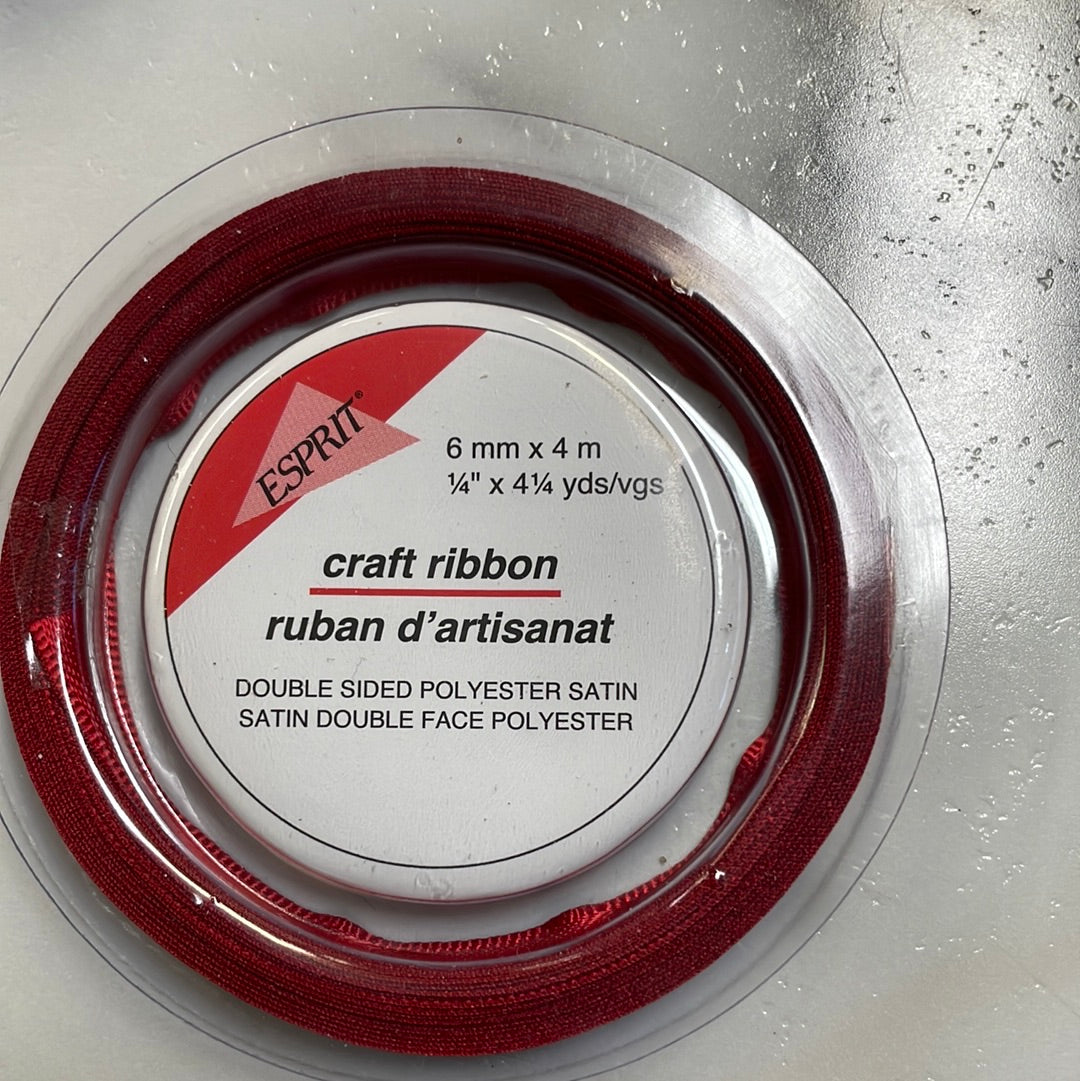 ESPRIT®
6 mm x 4 m
¼" x 4¼ yds/vgs
craft ribbon
ruban d'artisanat
DOUBLE SIDED POLYESTER SATIN
SATIN DOUBLE FACE POLYESTER